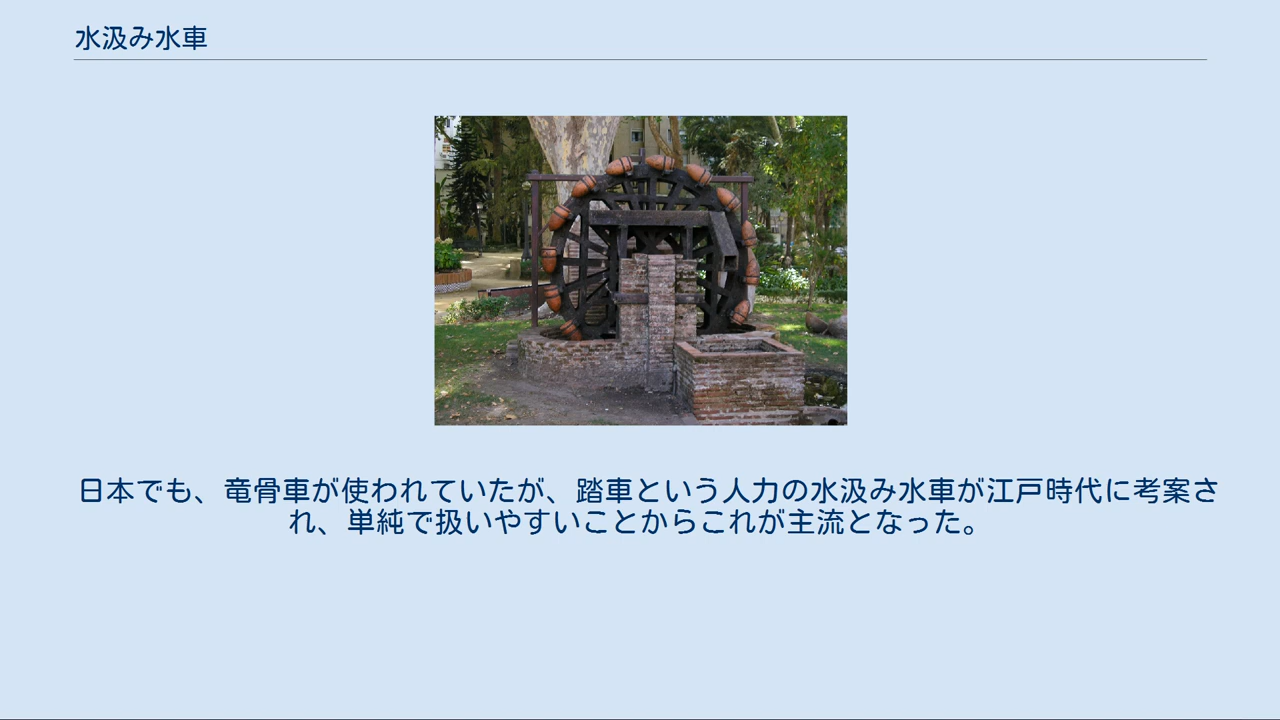 水汲み水車
日本でも、竜骨車が使われていたが、踏車という人力の水汲み水車が江戸時代に考案さ
れ、単純で扱いやすいことからこれが主流となった。